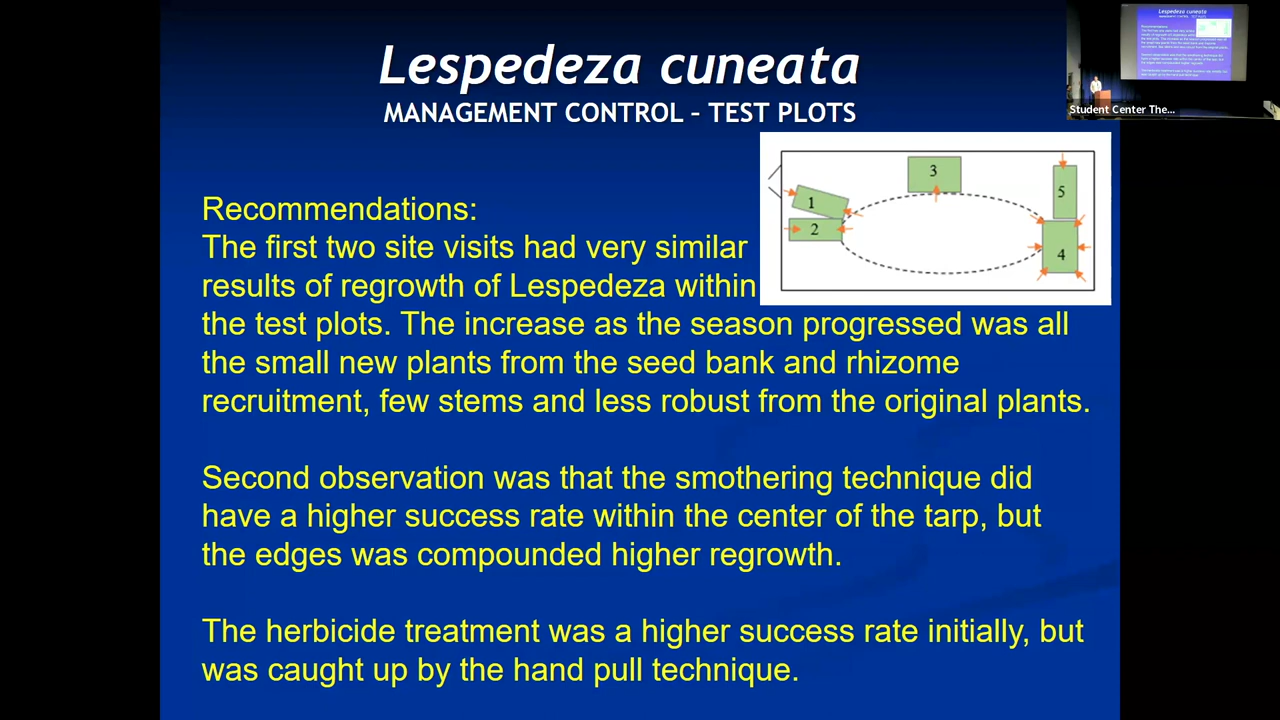 Lespedeza cuneata
MANAGEMENT CONTROL – TEST PLOTS
Recommendations:
The first two site visits had very similar
results of regrowth of Lespedeza within
the test plots. The increase as the season progressed was all
the small new plants from the seed bank and rhizome
recruitment, few stems and less robust from the original plants.
Second observation was that the smothering technique did
have a higher success rate within the center of the tarp, but
the edges was compounded higher regrowth.
The herbicide treatment was a higher success rate initially, but
was caught up by the hand pull technique.
1
2
3
5
4
Lespedeza cuneata
Student Center The...